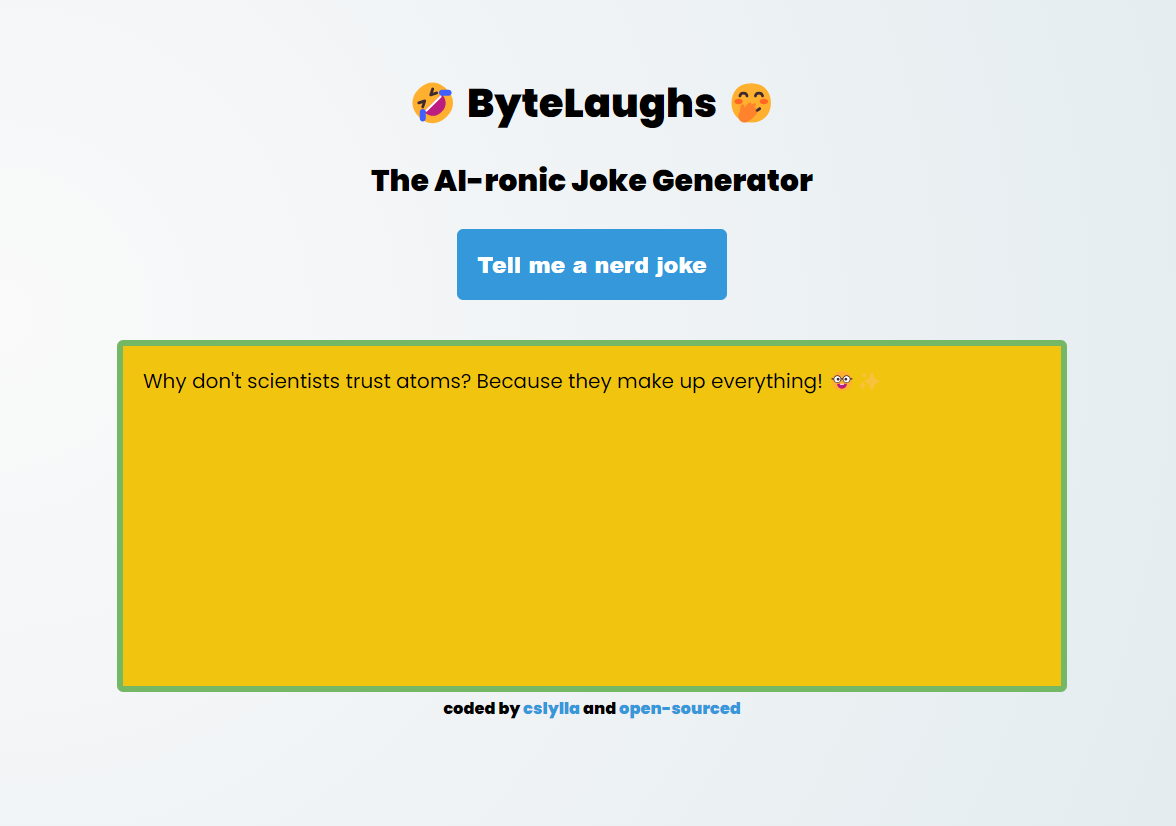 🤣 ByteLaughs 🤭
The AI-ronic Joke Generator
Tell me a nerd joke
Why don't scientists trust atoms? Because they make up everything! 🤓 ✨
coded by cslylla and open-sourced